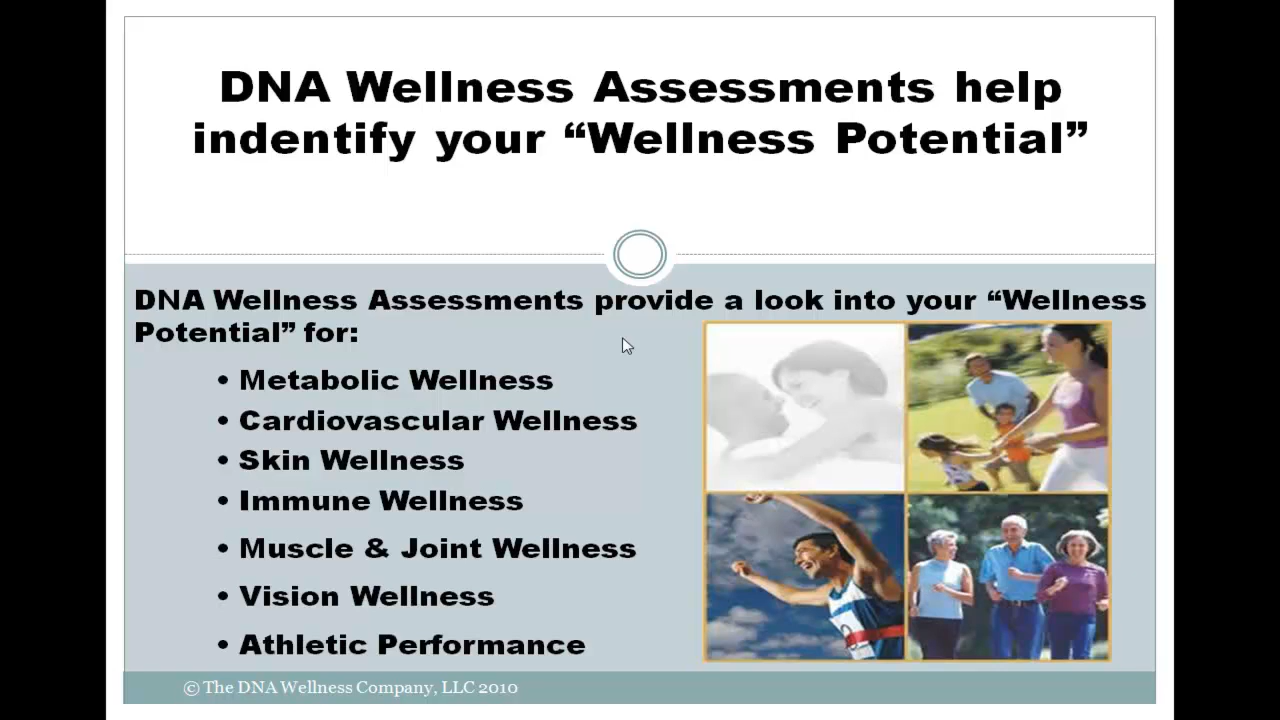 DNA Wellness Assessments help
indentify your “Wellness Potential”
DNA Wellness Assessments provide a look into your “Wellness
Potential” for:
• Metabolic Wellness
• Cardiovascular Wellness
• Skin Wellness
• Immune Wellness
• Muscle & Joint Wellness
• Vision Wellness
• Athletic Performance
© The DNA Wellness Company, LLC 2010